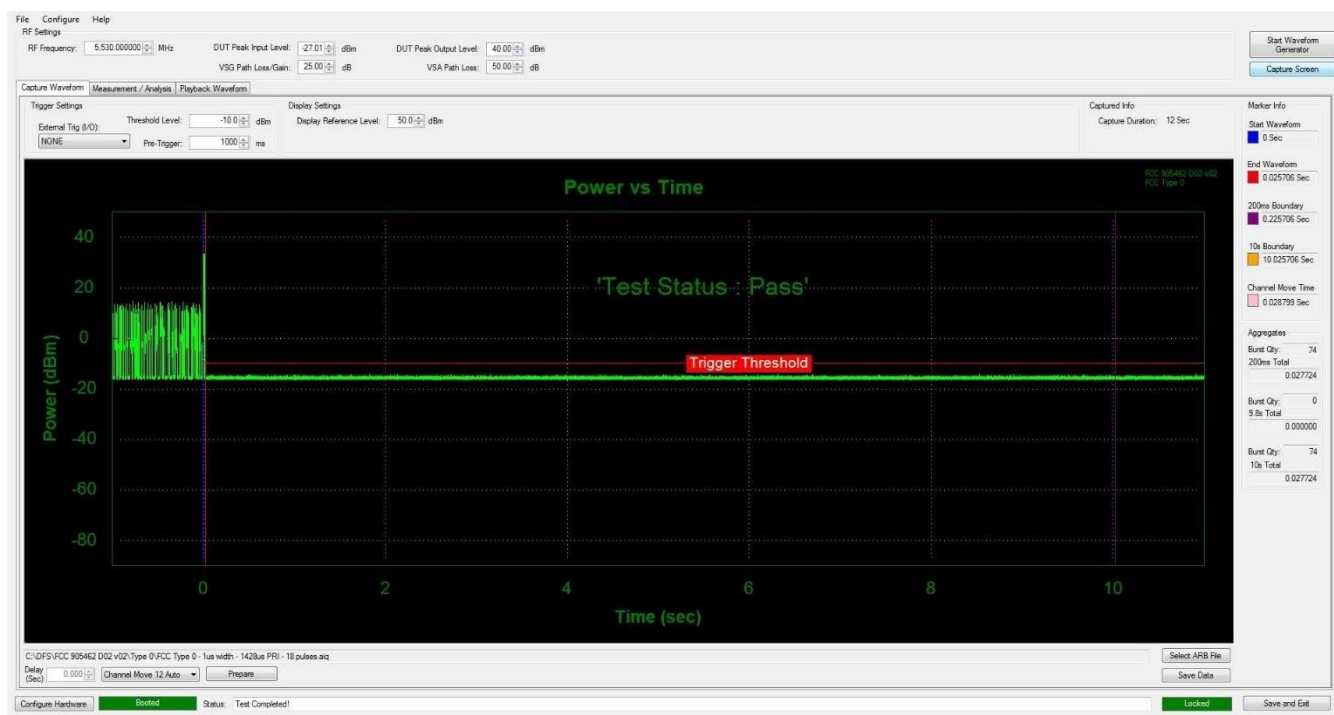 File Configure Help
RF Settings
RF Frequency: 5,530.000000 MHz DUT Peak Input Level: -27.01 dBm DUT Peak Output Level: 40.00 dBm
VSG Path Loss/Gain: 25.00 dB VSA Path Loss: 50.00 dB
Start Waveform
Generator
Capture Screen
Capture Waveform Measurement / Analysis Playback Waveform
Trigger Settings
Threshold Level: -10.0 dBm
External Trig (I/O):
NONE Pre-Trigger: 1000 ms
Display Settings
Display Reference Level: 50.0 dBm
Captured Info
Capture Duration: 12 Sec
Power vs Time
FCC 905462 D02 v02
FCC Type 0
'Test Status : Pass'
Trigger Threshold
Power (dBm)
40
20
0
-20
-40
-60
-80
0 2 4 6 8 10
Time (sec)
Marker Info
Start Waveform
0 Sec
End Waveform
0.025706 Sec
200ms Boundary
0.225706 Sec
10s Boundary
10.025706 Sec
Channel Move Time
0.028799 Sec
Aggregates
Burst Qty: 74
200ms Total
0.027724
Burst Qty: 0
9.8s Total
0.000000
Burst Qty: 74
10s Total
0.027724
C:\DFS\FCC 905462 D02 v02\Type 0\FCC Type 0 - 1us width - 1428us PRI - 18 pulses.aiq
Select ARB File
Delay
(Sec) 0.000 Channel Move 12 Auto Prepare
Save Data
Configure Hardware Booted Status: Test Completed! Locked Save and Exit